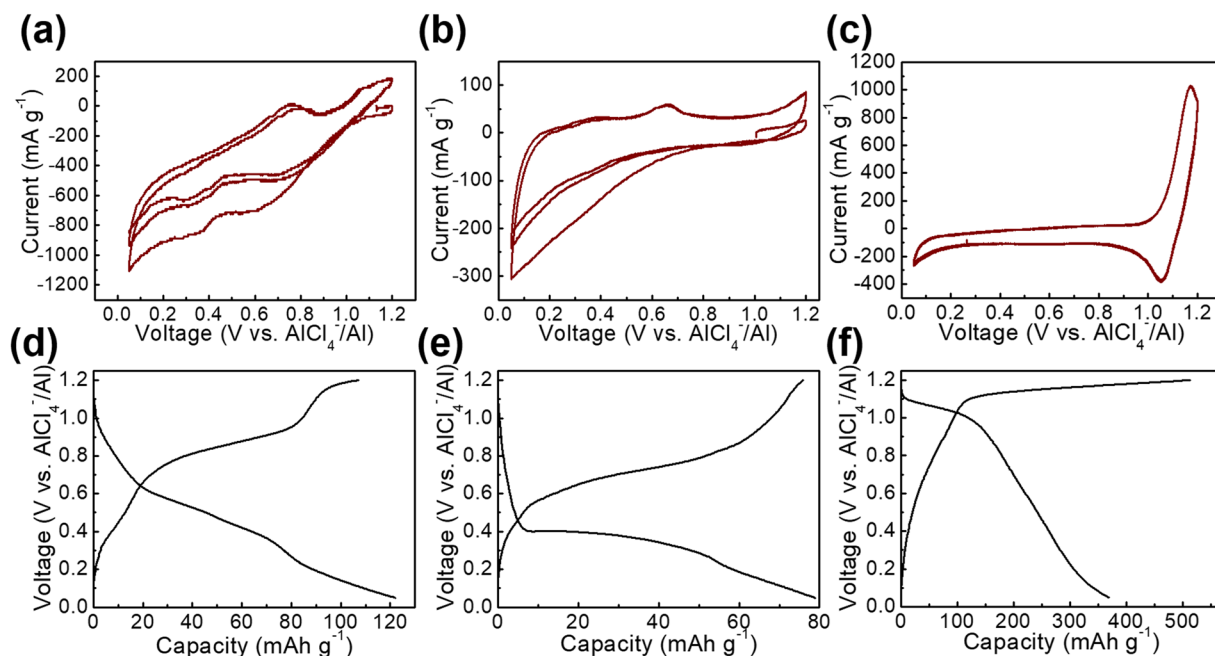 (a)
Current (mA g⁻¹)
200
0
-200
-400
-600
-800
-1000
-1200
0.0 0.2 0.4 0.6 0.8 1.0 1.2
Voltage (V vs. AlCl₄⁻/Al)
(b)
Current (mA g⁻¹)
100
0
-100
-200
-300
0.0 0.2 0.4 0.6 0.8 1.0 1.2
Voltage (V vs. AlCl₄⁻/Al)
(c)
Current (mA g⁻¹)
1200
1000
800
600
400
200
0
-200
-400
0.0 0.2 0.4 0.6 0.8 1.0 1.2
Voltage (V vs. AlCl₄⁻/Al)
(d)
Voltage (V vs. AlCl₄⁻/Al)
1.2
1.0
0.8
0.6
0.4
0.2
0.0
0 20 40 60 80 100 120
Capacity (mAh g⁻¹)
(e)
Voltage (V vs. AlCl₄⁻/Al)
1.2
1.0
0.8
0.6
0.4
0.2
0.0
0 20 40 60 80
Capacity (mAh g⁻¹)
(f)
Voltage (V vs. AlCl₄⁻/Al)
1.2
1.0
0.8
0.6
0.4
0.2
0.0
0 100 200 300 400 500
Capacity (mAh g⁻¹)